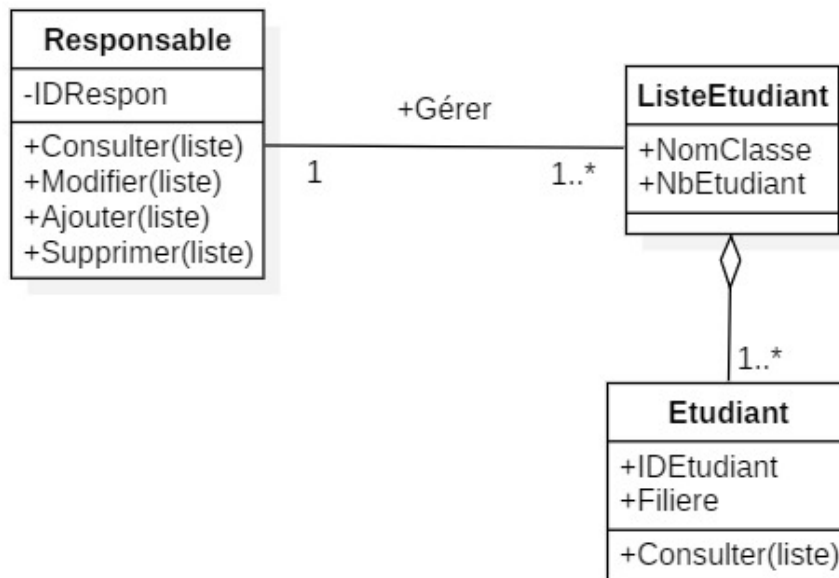 Responsable
-IDRespon
+Consulter(liste)
+Modifier(liste)
+Ajouter(liste)
+Supprimer(liste)
+Gérer
1
1..*
ListeEtudiant
+NomClasse
+NbEtudiant
1..*
Etudiant
+IDEtudiant
+Filiere
+Consulter(liste)